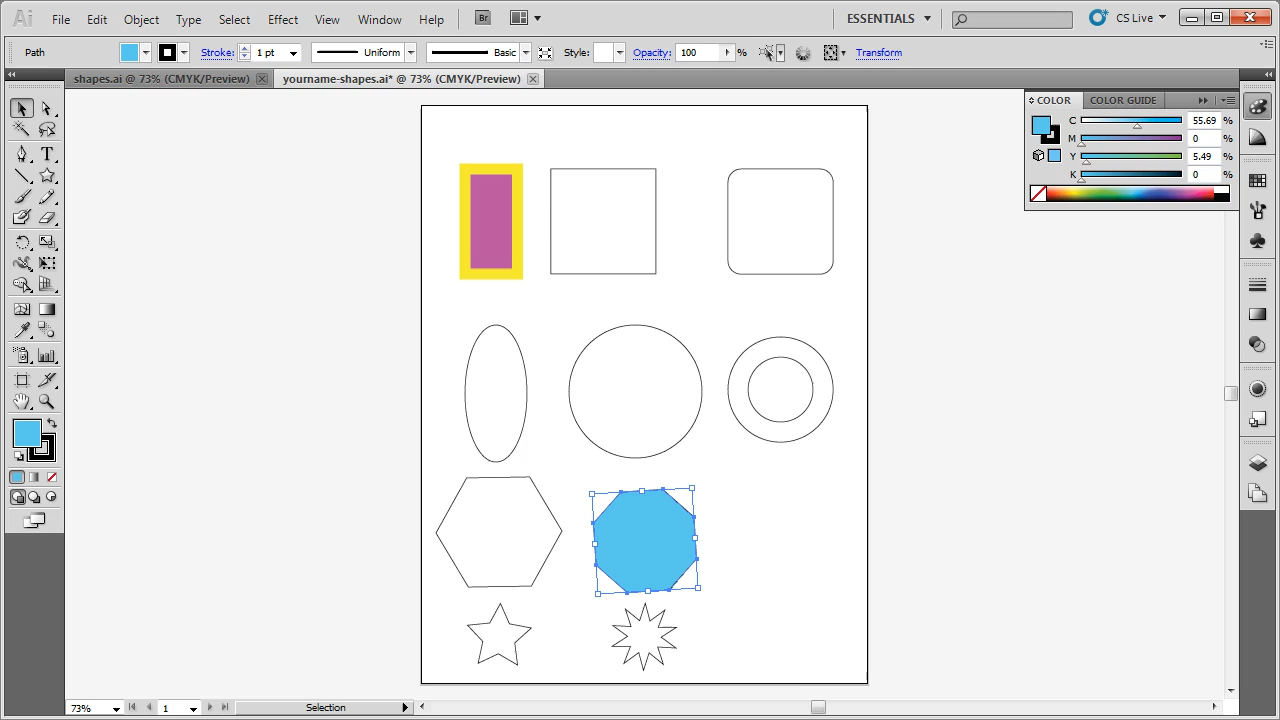 Ai File Edit Object Type Select Effect View Window Help Br ESSENTIALS CS Live
Path Stroke: 1 pt Uniform Basic Style: Opacity: 100 % Transform
shapes.ai @ 73% (CMYK/Preview) yourname-shapes.ai* @ 73% (CMYK/Preview)
COLOR COLOR GUIDE
C 55.69 %
M 0 %
Y 5.49 %
K 0 %
T
73% 1 Selection